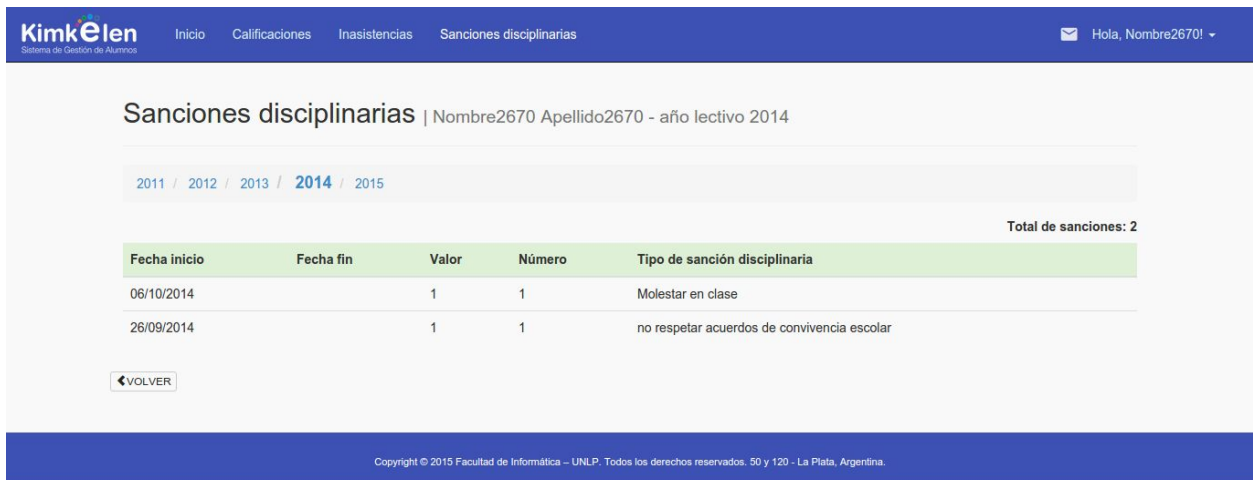 Kimkelen
Sistema de Gestión de Alumnos
Inicio Calificaciones Inasistencias Sanciones disciplinarias Hola, Nombre2670!
Sanciones disciplinarias | Nombre2670 Apellido2670 - año lectivo 2014
2011 / 2012 / 2013 / 2014 / 2015
Total de sanciones: 2
Fecha inicio Fecha fin Valor Número Tipo de sanción disciplinaria
06/10/2014 1 1 Molestar en clase
26/09/2014 1 1 no respetar acuerdos de convivencia escolar
VOLVER
Copyright © 2015 Facultad de Informática – UNLP. Todos los derechos reservados. 50 y 120 - La Plata, Argentina.